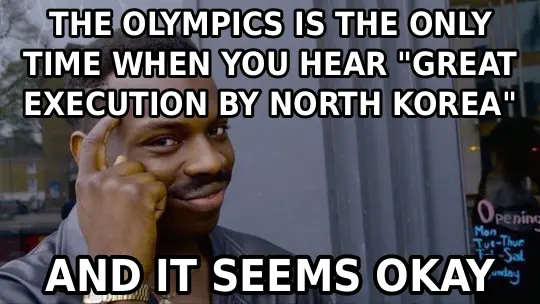 THE OLYMPICS IS THE ONLY
TIME WHEN YOU HEAR "GREAT
EXECUTION BY NORTH KOREA"
Opening
Mon
Tue-Thur
Sat
AND IT SEEMS OKAY